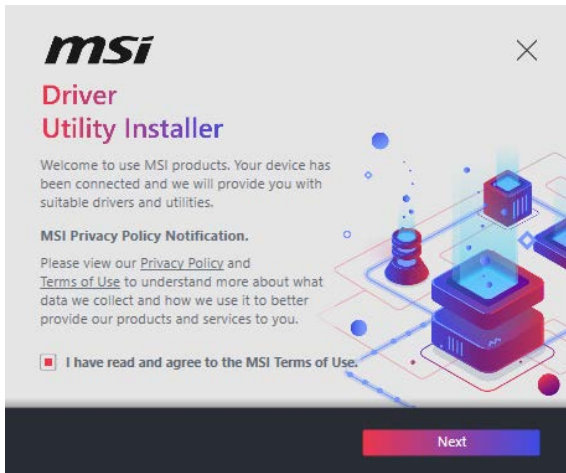 msi
Driver
Utility Installer
Welcome to use MSI products. Your device has
been connected and we will provide you with
suitable drivers and utilities.
MSI Privacy Policy Notification.
Please view our Privacy Policy and
Terms of Use to understand more about what
data we collect and how we use it to better
provide our products and services to you.
I have read and agree to the MSI Terms of Use.
Next